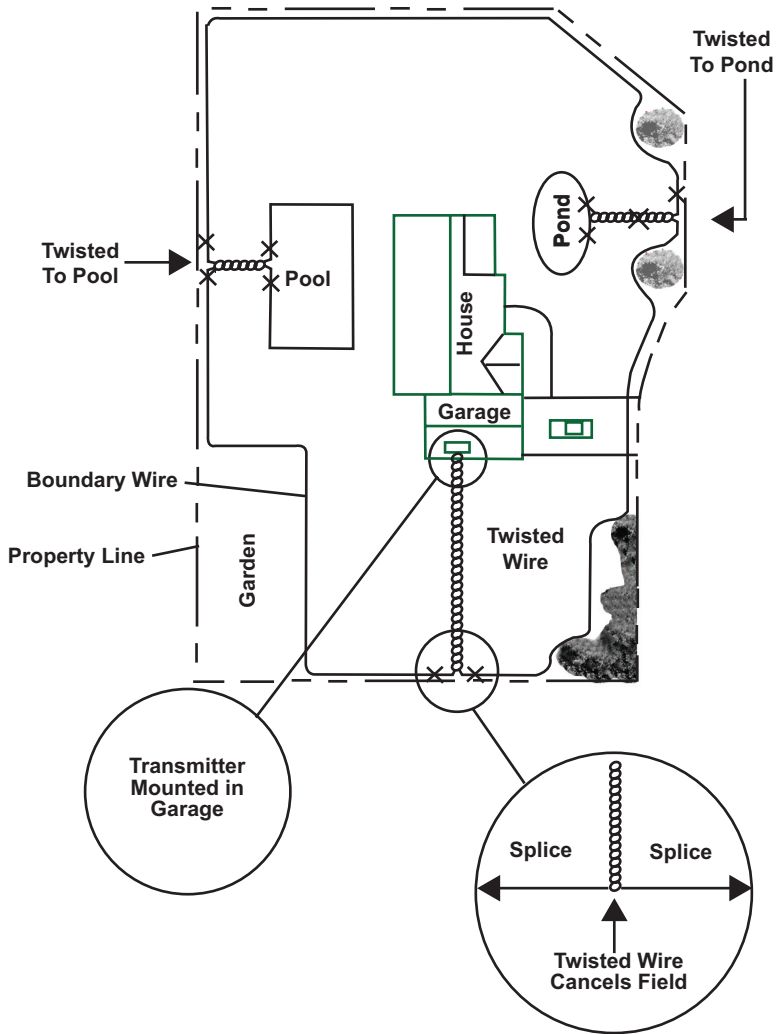 Twisted
To Pond
Pond
Twisted
To Pool
Pool
House
Garage
Boundary Wire
Twisted
Wire
Property Line
Garden
Transmitter
Mounted in
Garage
Splice
Splice
Twisted Wire
Cancels Field